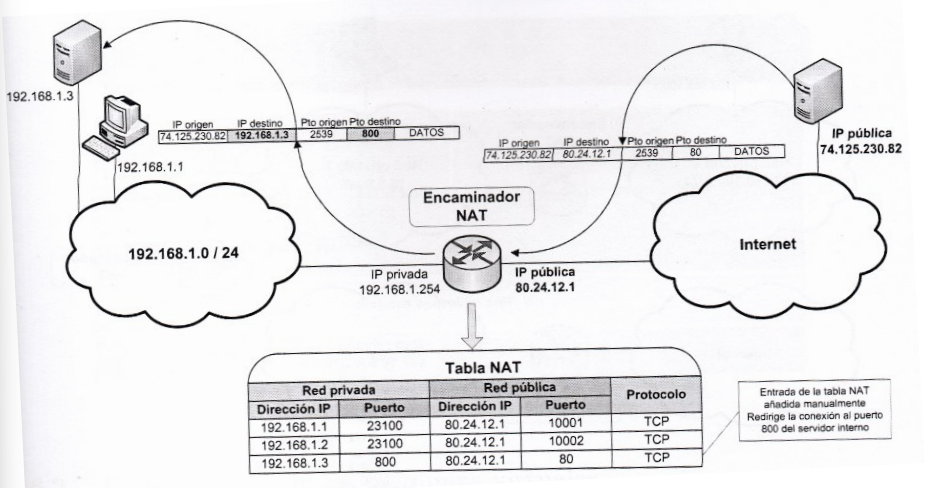 192.168.1.3
192.168.1.1
IP origen IP destino Pto origen Pto destino
74.125.230.82 192.168.1.3 2539 800 DATOS
IP origen IP destino Pto origen Pto destino
74.125.230.82 80.24.12.1 2539 80 DATOS
IP pública
74.125.230.82
Encaminador
NAT
192.168.1.0 / 24
Internet
IP privada
192.168.1.254
IP pública
80.24.12.1
Tabla NAT
Red privada Red pública Protocolo
Dirección IP Puerto Dirección IP Puerto
192.168.1.1 23100 80.24.12.1 10001 TCP
192.168.1.2 23100 80.24.12.1 10002 TCP
192.168.1.3 800 80.24.12.1 80 TCP
Entrada de la tabla NAT
añadida manualmente
Redirige la conexión al puerto
800 del servidor interno